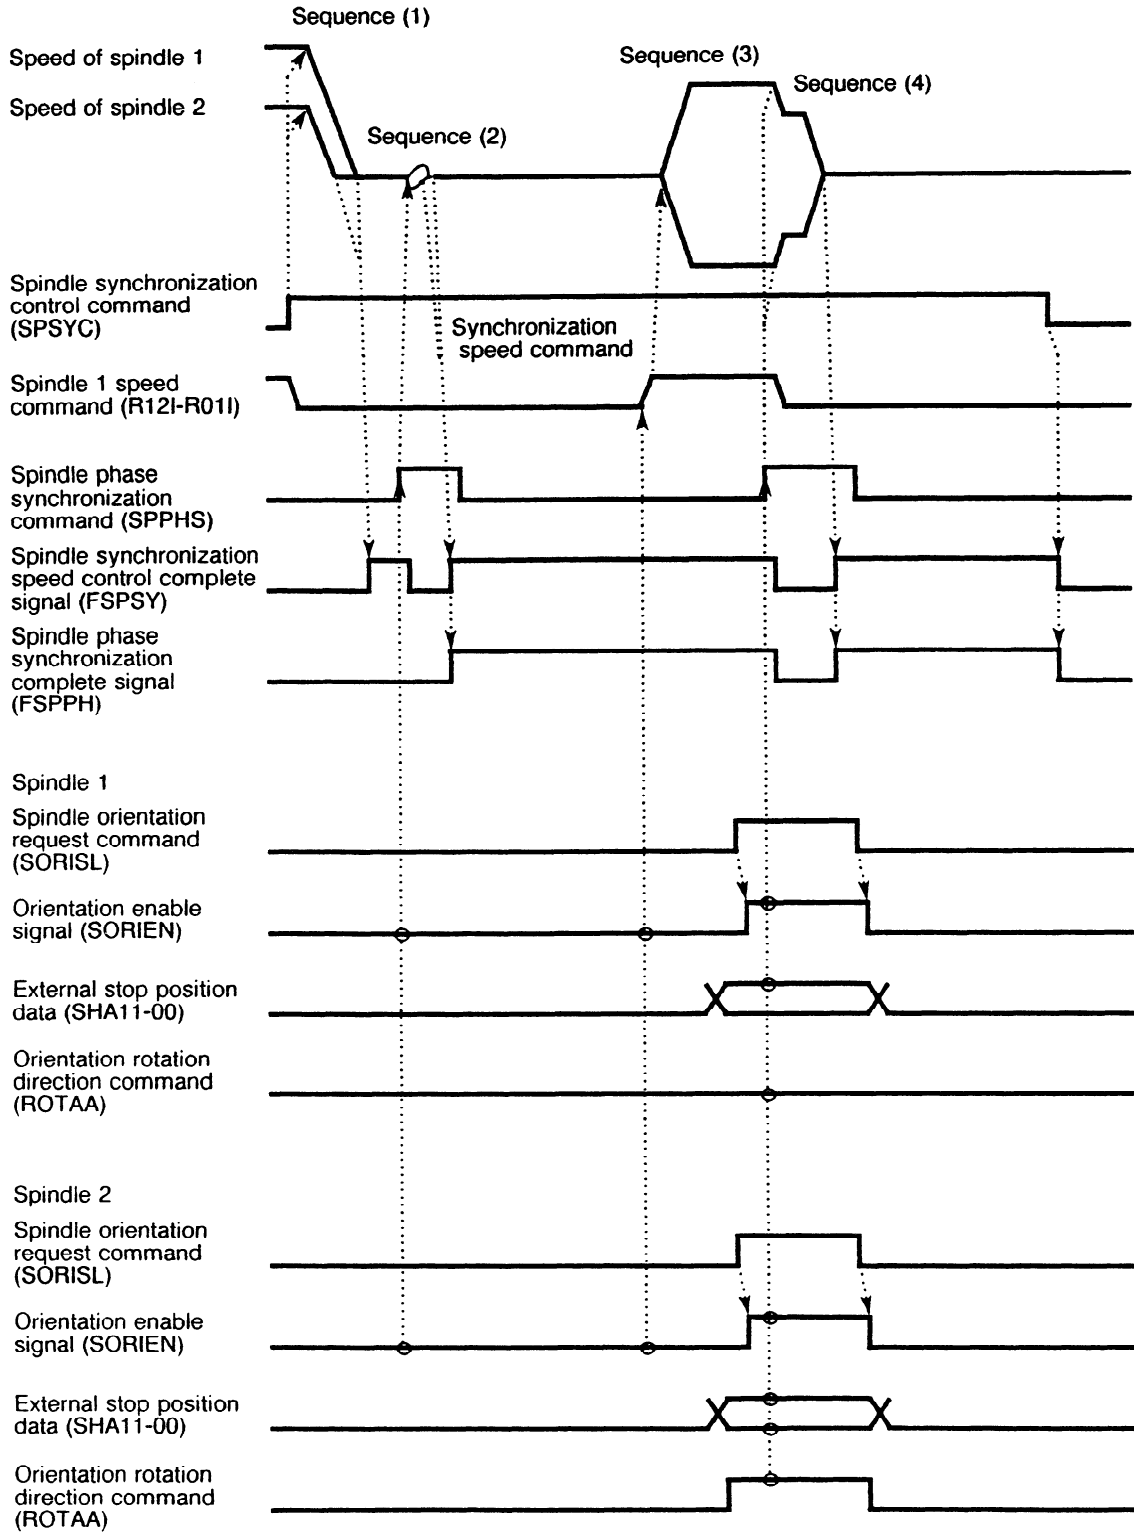 Sequence (1)
Speed of spindle 1
Sequence (3)
Sequence (4)
Speed of spindle 2
Sequence (2)
Spindle synchronization
control command
(SPSYC)
Synchronization
speed command
Spindle 1 speed
command (R12I-R01I)
Spindle phase
synchronization
command (SPPHS)
Spindle synchronization
speed control complete
signal (FSPSY)
Spindle phase
synchronization
complete signal
(FSPPH)
Spindle 1
Spindle orientation
request command
(SORISL)
Orientation enable
signal (SORIEN)
External stop position
data (SHA11-00)
Orientation rotation
direction command
(ROTAA)
Spindle 2
Spindle orientation
request command
(SORISL)
Orientation enable
signal (SORIEN)
External stop position
data (SHA11-00)
Orientation rotation
direction command
(ROTAA)